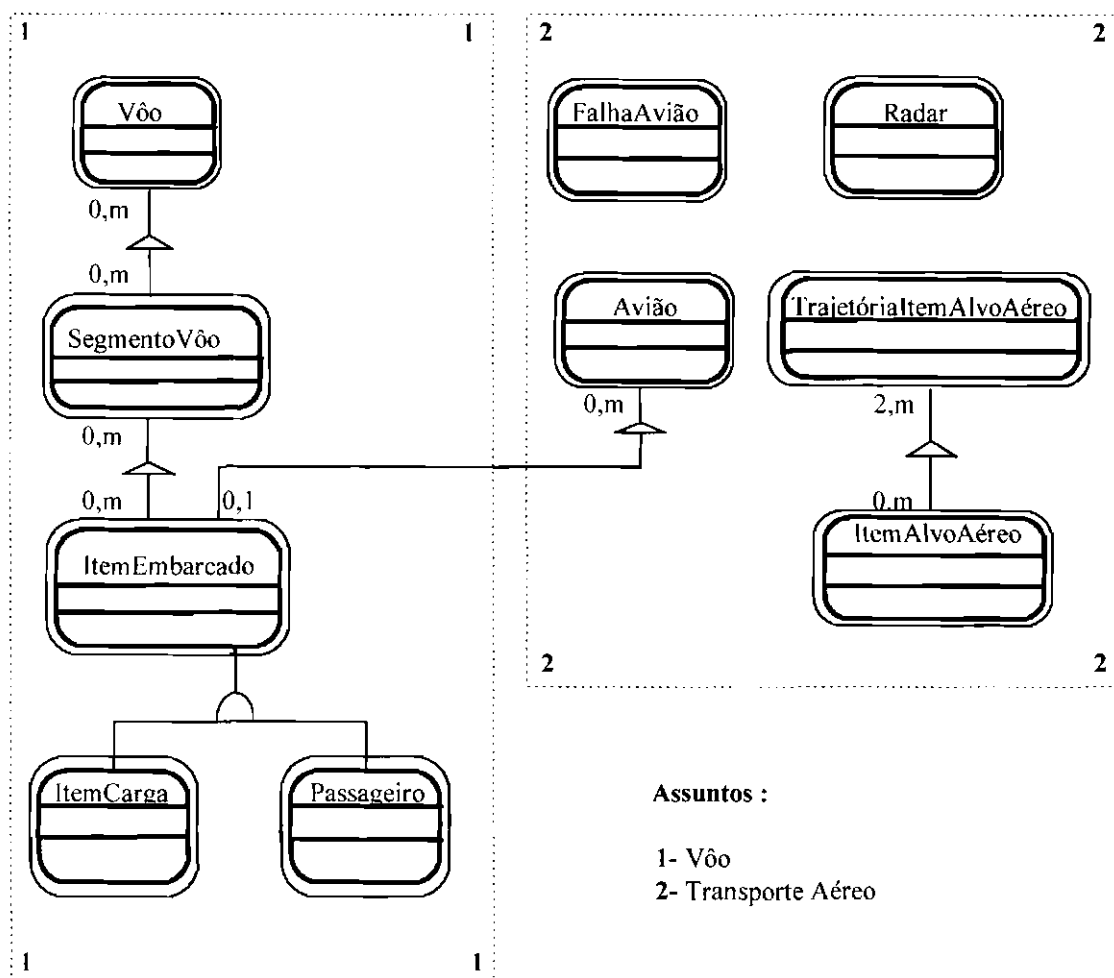 1 1 2 2
Vôo
FalhaAvião
Radar
0,m
0,m
SegmentoVôo
Avião
TrajetóriaItemAlvoAéreo
0,m
0,m
2,m
0,m
0,1
0,m
ItemEmbarcado
ItemAlvoAéreo
2 2
ItemCarga
Passageiro
Assuntos :
1- Vôo
2- Transporte Aéreo
1 1